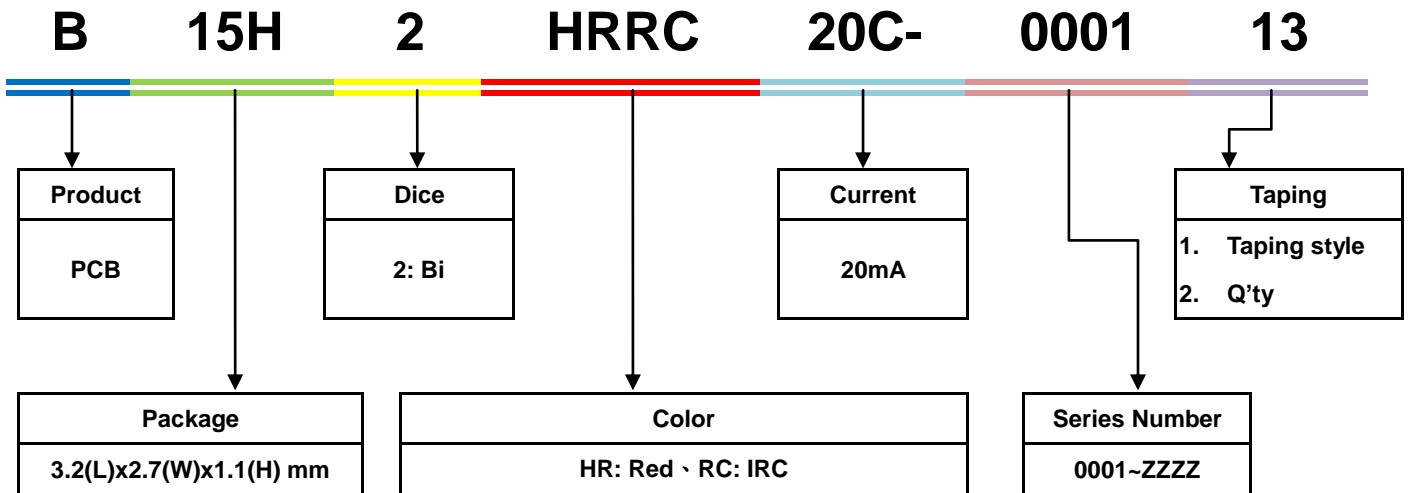 B 15H 2 HRRC 20C- 0001 13
Product
PCB
Dice
2: Bi
Current
20mA
Taping
1. Taping style
2. Q’ty
Package
3.2(L)x2.7(W)x1.1(H) mm
Color
HR: Red、RC: IRC
Series Number
0001~ZZZZ